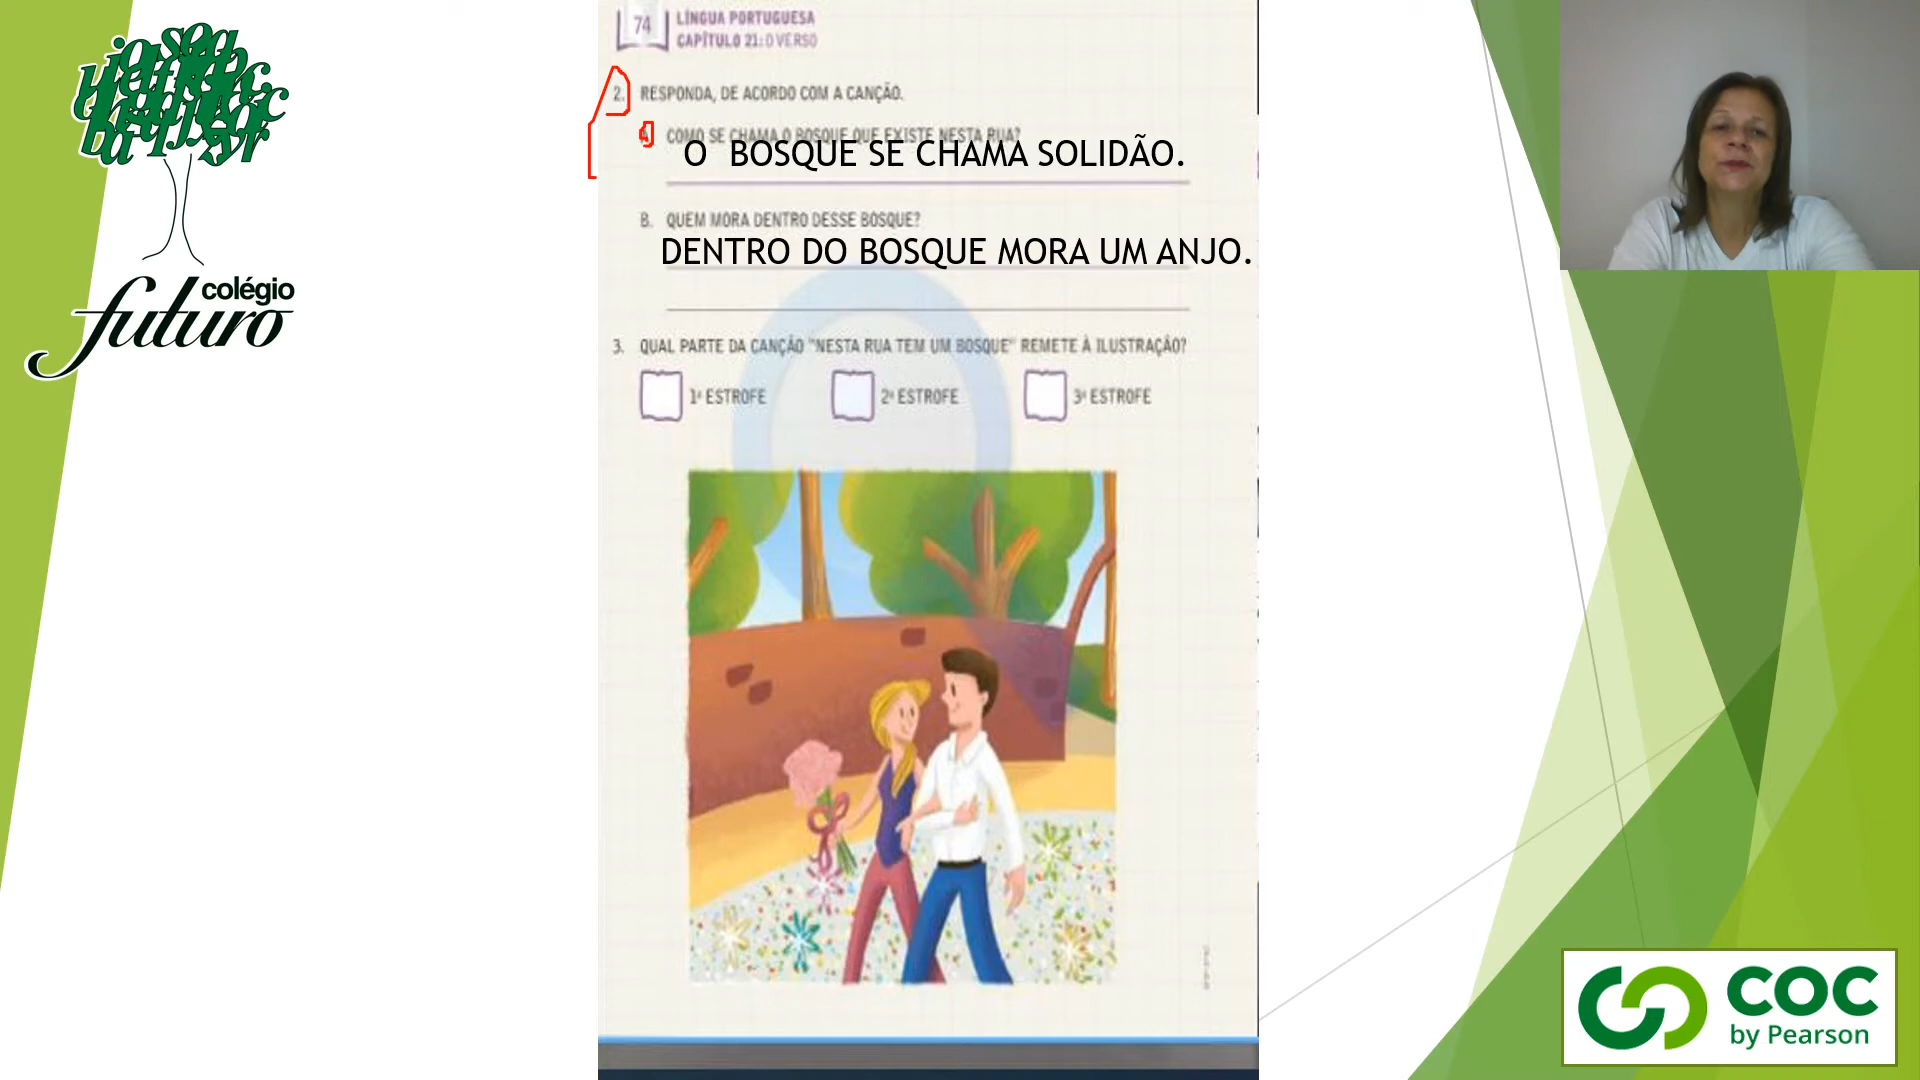 colégio
futuro
74
LÍNGUA PORTUGUESA
CAPÍTULO 21: O VERSO
2. RESPONDA, DE ACORDO COM A CANÇÃO.
A. COMO SE CHAMA O BOSQUE QUE EXISTE NESTA RUA?
O BOSQUE SE CHAMA SOLIDÃO.
B. QUEM MORA DENTRO DESSE BOSQUE?
DENTRO DO BOSQUE MORA UM ANJO.
3. QUAL PARTE DA CANÇÃO "NESTA RUA TEM UM BOSQUE" REMETE À ILUSTRAÇÃO?
1ª ESTROFE 2ª ESTROFE 3ª ESTROFE
COC
by Pearson